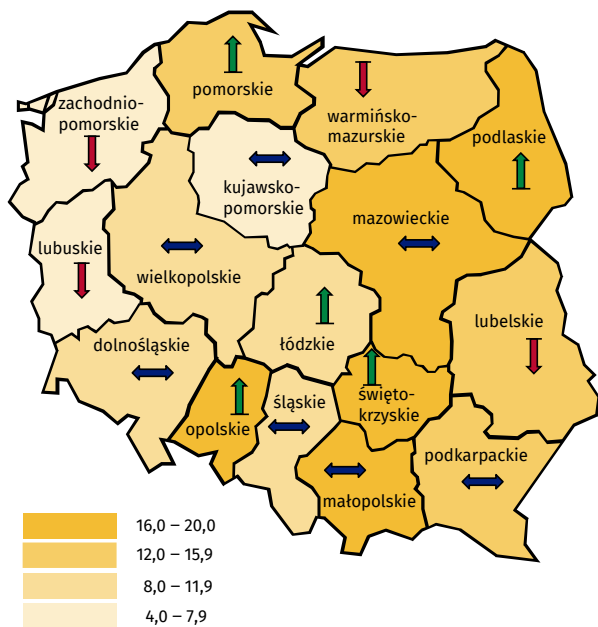 zachodnio-
pomorskie
pomorskie
warmińsko-
mazurskie
podlaskie
kujawsko-
pomorskie
mazowieckie
lubuskie
wielkopolskie
łódzkie
lubelskie
dolnośląskie
opolskie
śląskie
święto-
krzyskie
podkarpackie
małopolskie
16,0 – 20,0
12,0 – 15,9
8,0 – 11,9
4,0 – 7,9